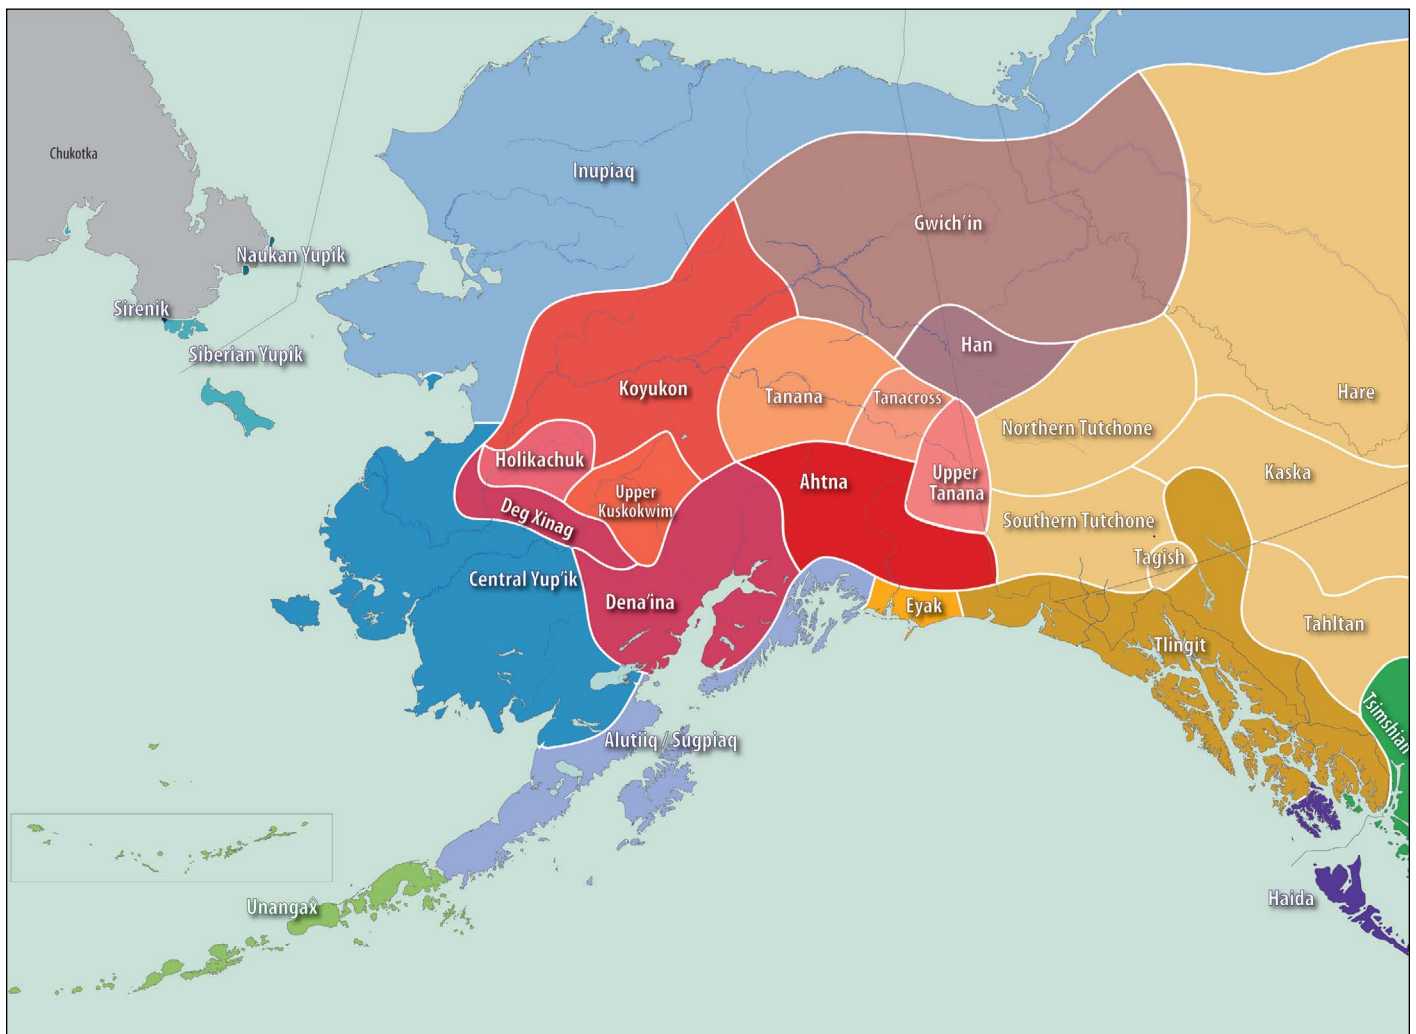 Chukotka
Inupiaq
Gwich’in
Naukan Yupik
Sirenik
Siberian Yupik
Han
Koyukon
Tanana
Tanacross
Hare
Northern Tutchone
Holikachuk
Upper
Kuskokwim
Ahtna
Upper
Tanana
Kaska
Deg Xinag
Southern Tutchone
Tagish
Central Yup’ik
Dena’ina
Eyak
Tahltan
Tlingit
Tsimshian
Alutiiq / Sugpiaq
Unangax̂
Haida